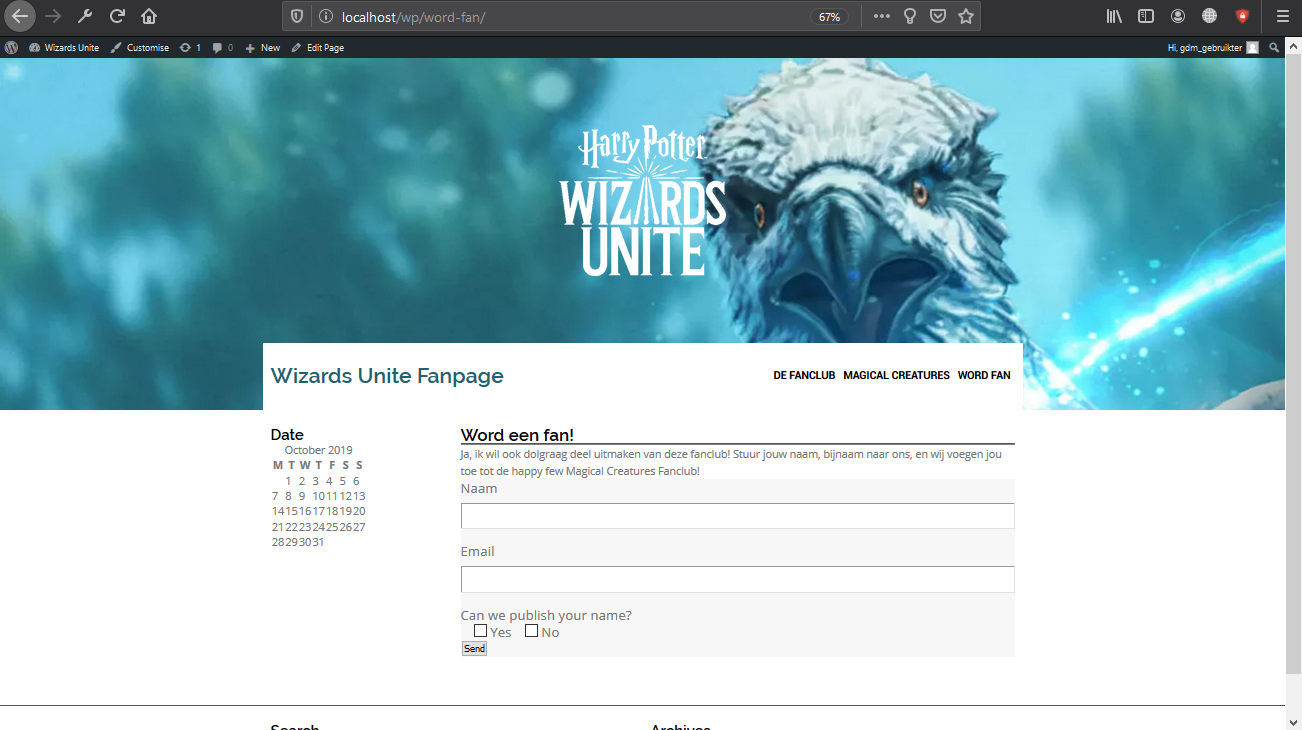 localhost/wp/word-fan/
67%
Wizards Unite
Customise
1
0
New
Edit Page
Hi, gdm_gebruikter
Harry Potter
WIZARDS
UNITE
Wizards Unite Fanpage
DE FANCLUB MAGICAL CREATURES WORD FAN
Date
October 2019
M T W T F S S
1 2 3 4 5 6
7 8 9 10 11 12 13
14 15 16 17 18 19 20
21 22 23 24 25 26 27
28 29 30 31
Word een fan!
Ja, ik wil ook dolgraag deel uitmaken van deze fanclub! Stuur jouw naam, bijnaam naar ons, en wij voegen jou
toe tot de happy few Magical Creatures Fanclub!
Naam
Email
Can we publish your name?
Yes No
Send
Search
Archives